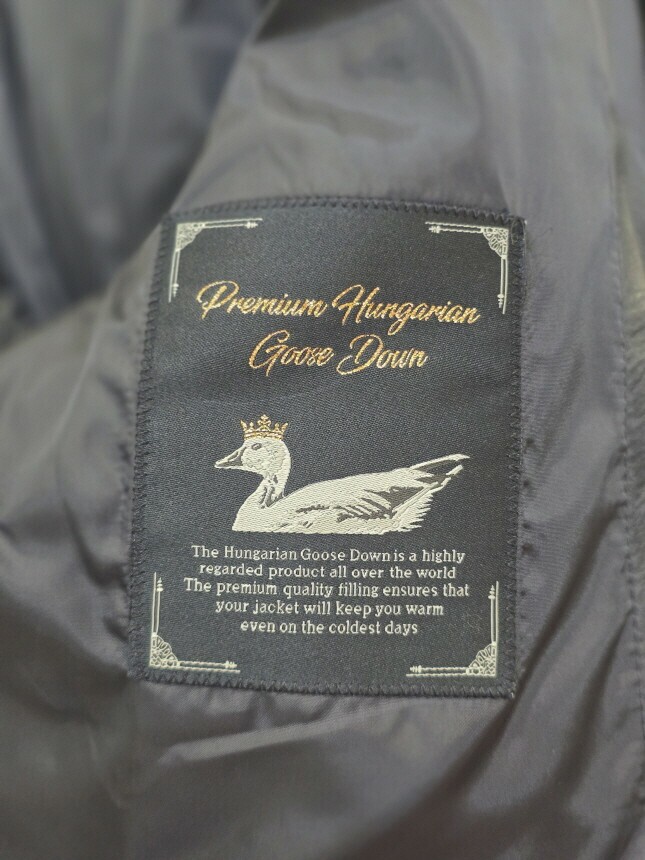 Premium Hungarian
Goose Down
The Hungarian Goose Down is a highly
regarded product all over the world
The premium quality filling ensures that
your jacket will keep you warm
even on the coldest days